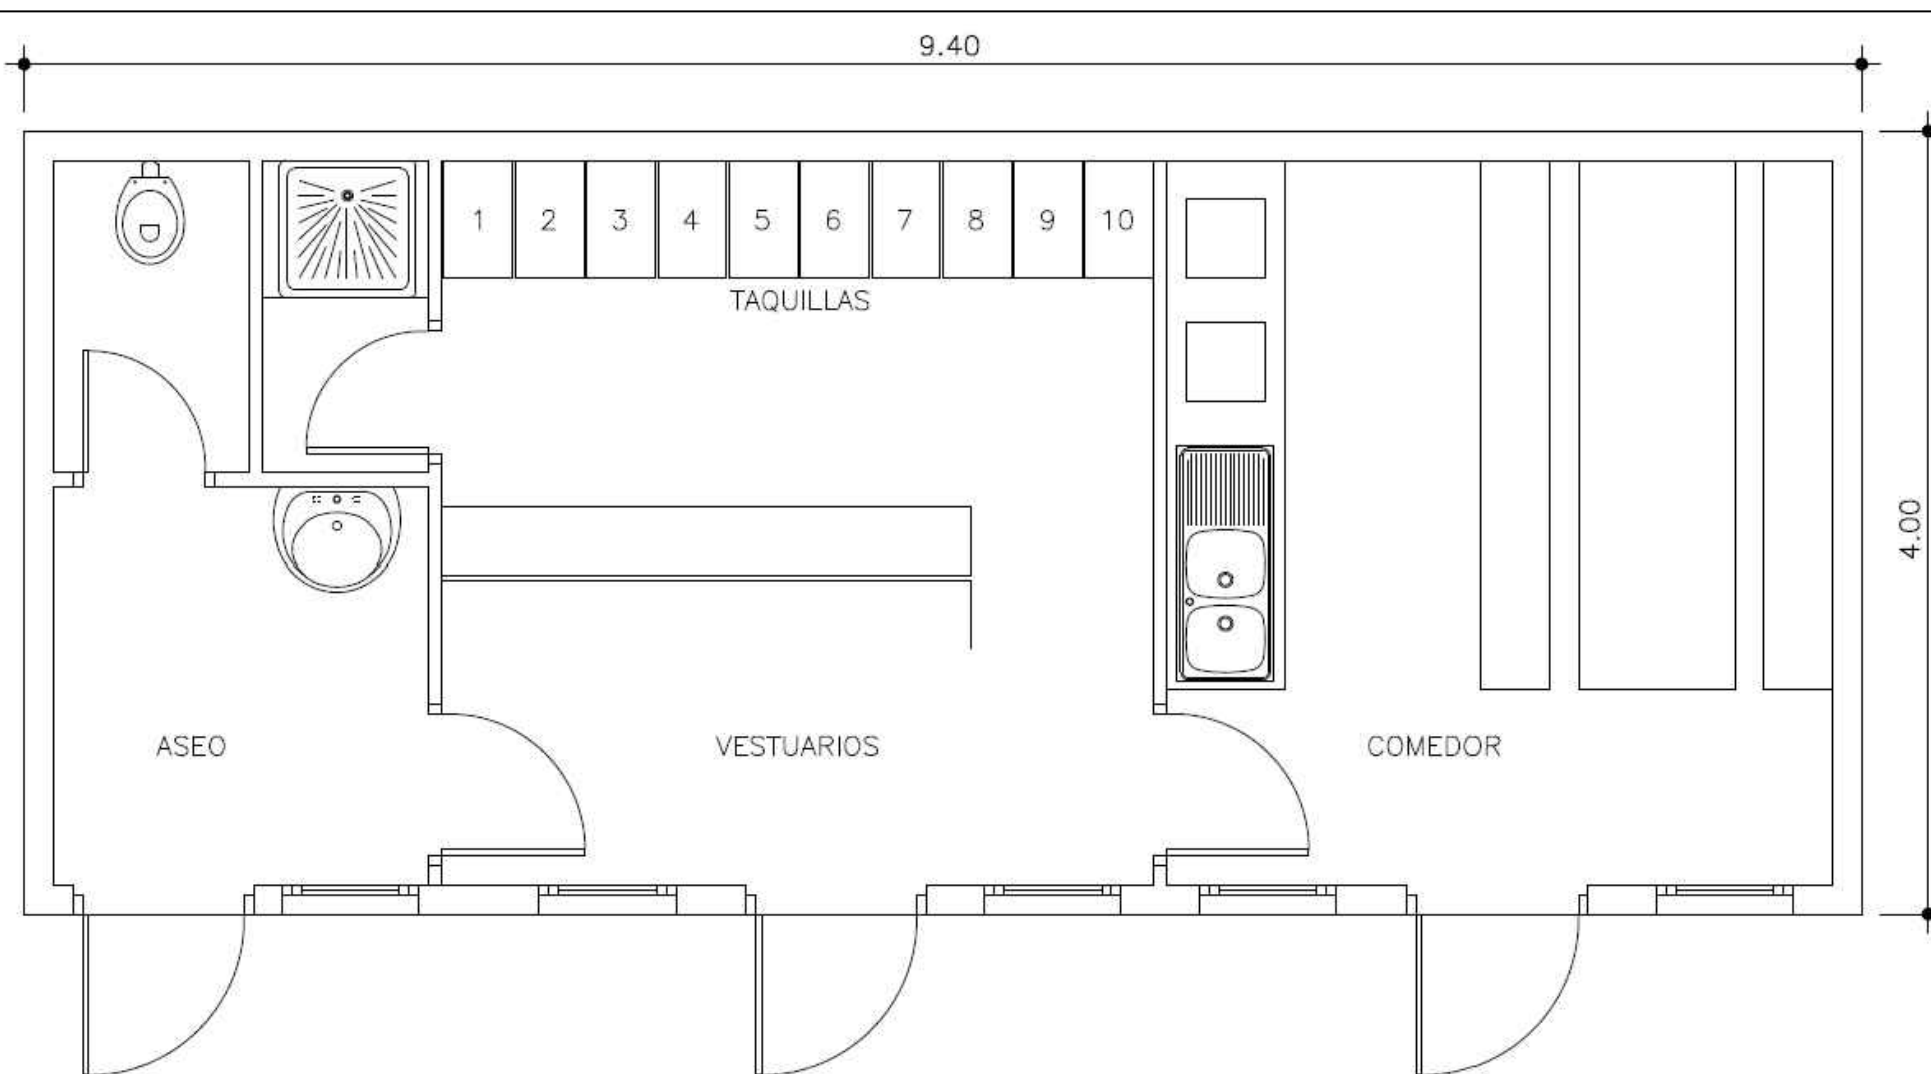 9.40
1 2 3 4 5 6 7 8 9 10
TAQUILLAS
4.00
ASEO VESTUARIOS COMEDOR